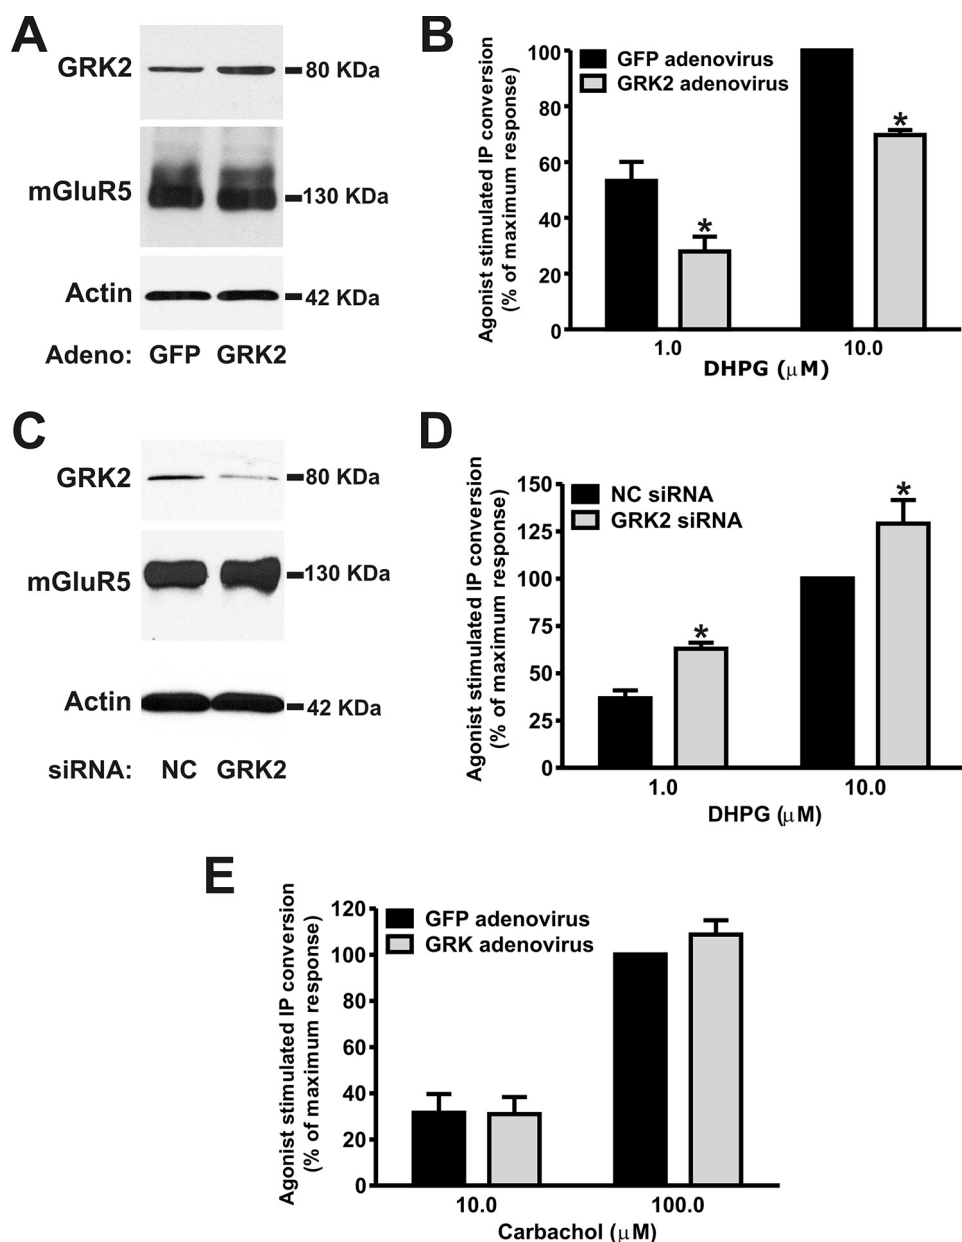 A
GRK2
80 KDa
mGluR5
130 KDa
Actin
42 KDa
Adeno: GFP GRK2
B
Agonist stimulated IP conversion
(% of maximum response)
100
80
60
40
20
0
GFP adenovirus
GRK2 adenovirus
*
*
1.0 10.0
DHPG (μM)
C
GRK2
80 KDa
mGluR5
130 KDa
Actin
42 KDa
siRNA: NC GRK2
D
Agonist stimulated IP conversion
(% of maximum response)
150
125
100
75
50
25
0
NC siRNA
GRK2 siRNA
*
*
1.0 10.0
DHPG (μM)
E
Agonist stimulated IP conversion
(% of maximum response)
120
100
80
60
40
20
0
GFP adenovirus
GRK adenovirus
10.0 100.0
Carbachol (μM)